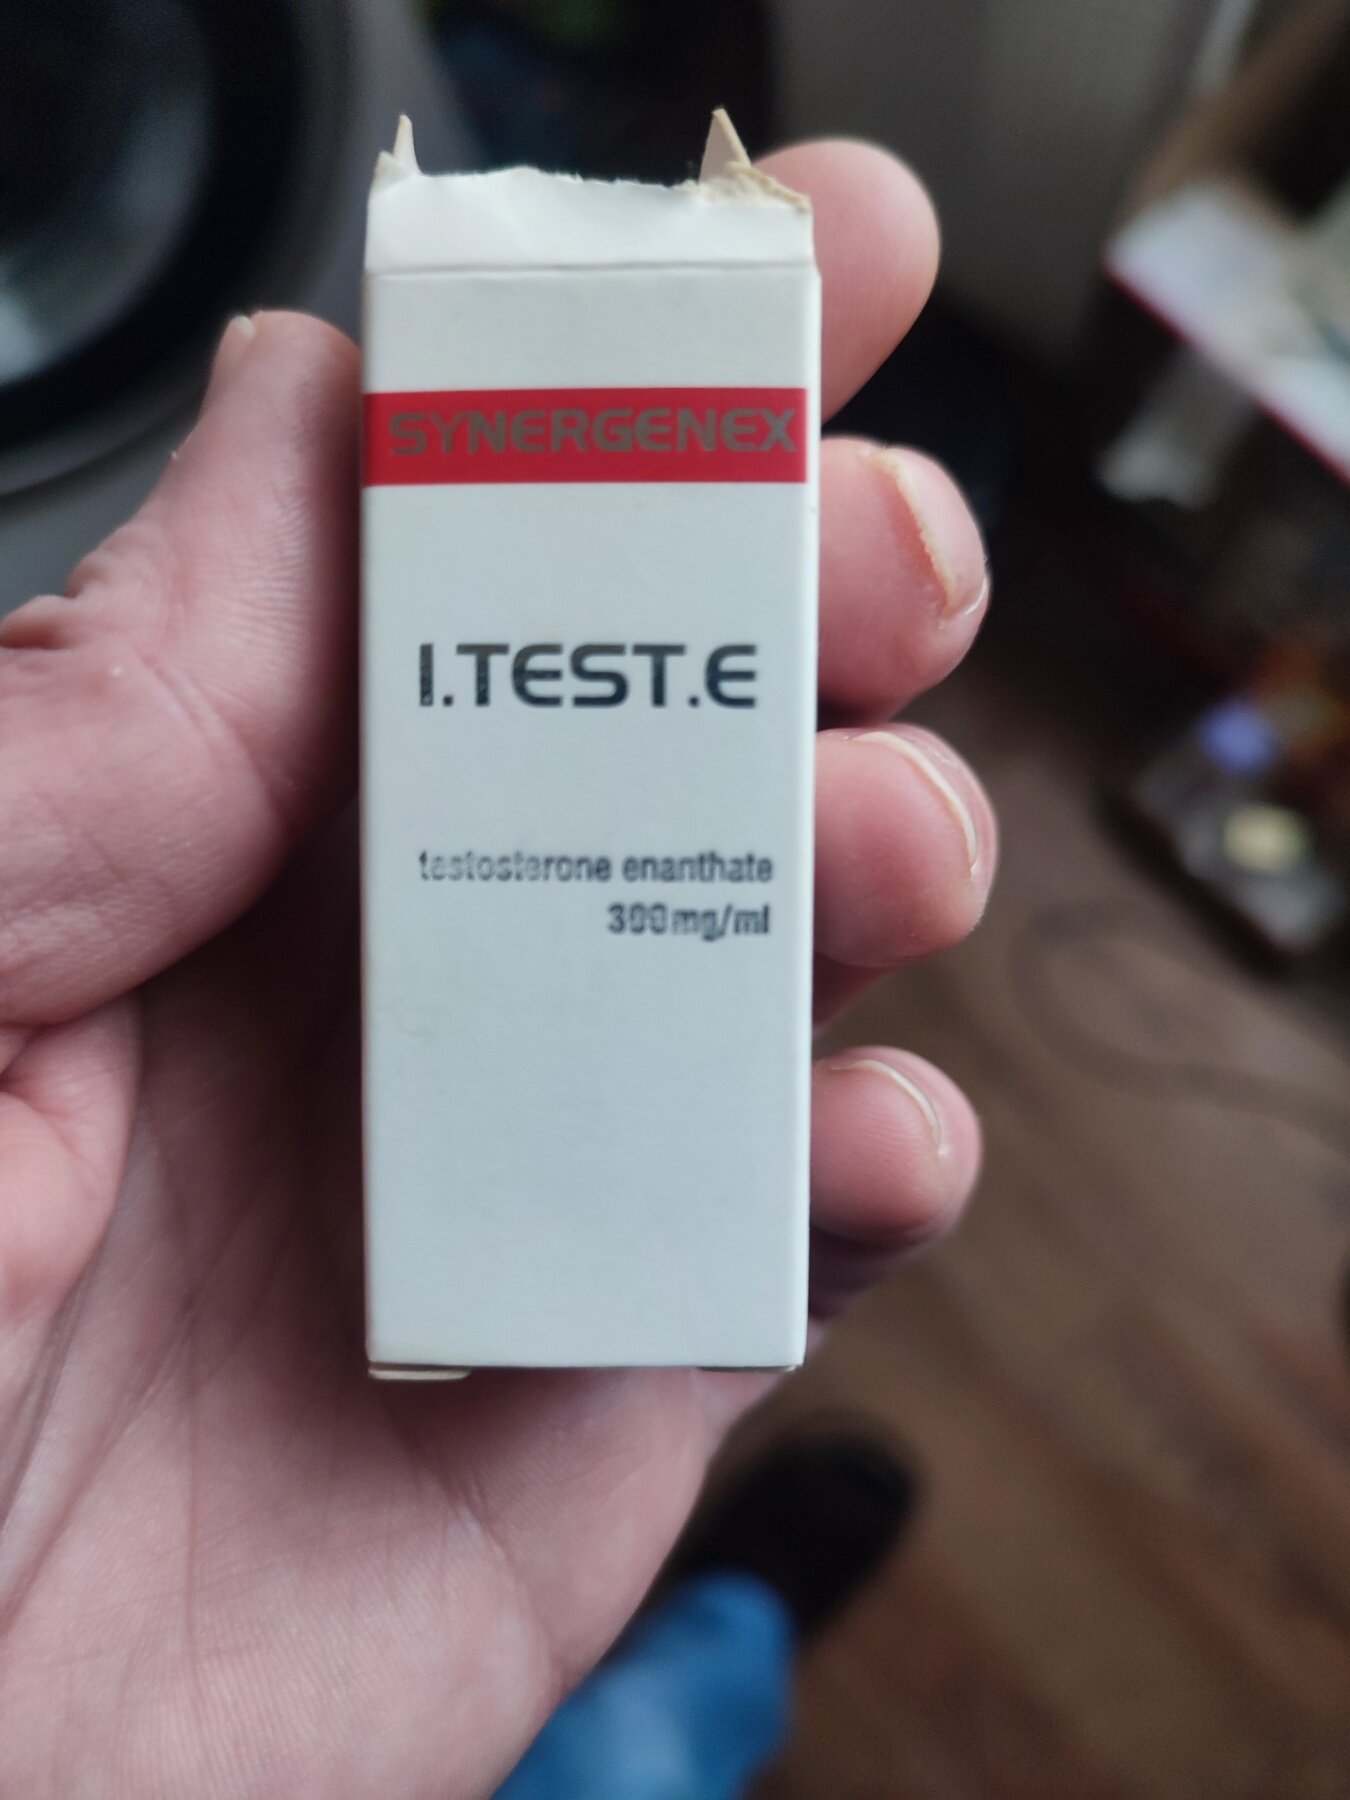 SYNERGENEX
I.TEST.E
testosterone enanthate
300mg/ml